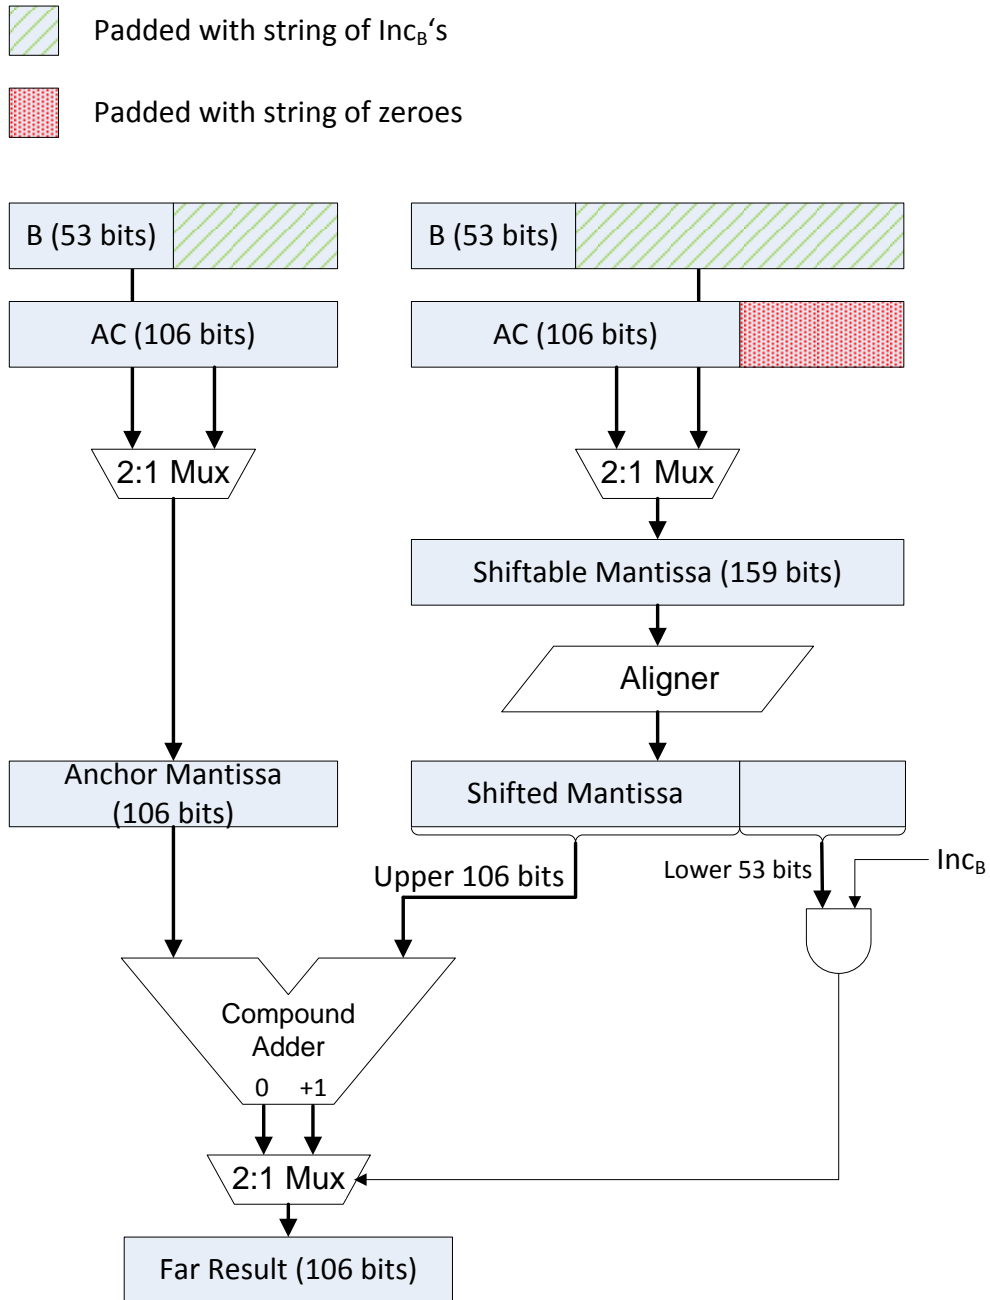 Padded with string of IncB‘s
Padded with string of zeroes
B (53 bits)
B (53 bits)
AC (106 bits)
AC (106 bits)
2:1 Mux
2:1 Mux
Shiftable Mantissa (159 bits)
Aligner
Anchor Mantissa
(106 bits)
Shifted Mantissa
Upper 106 bits
Lower 53 bits
IncB
Compound
Adder
0 +1
2:1 Mux
Far Result (106 bits)